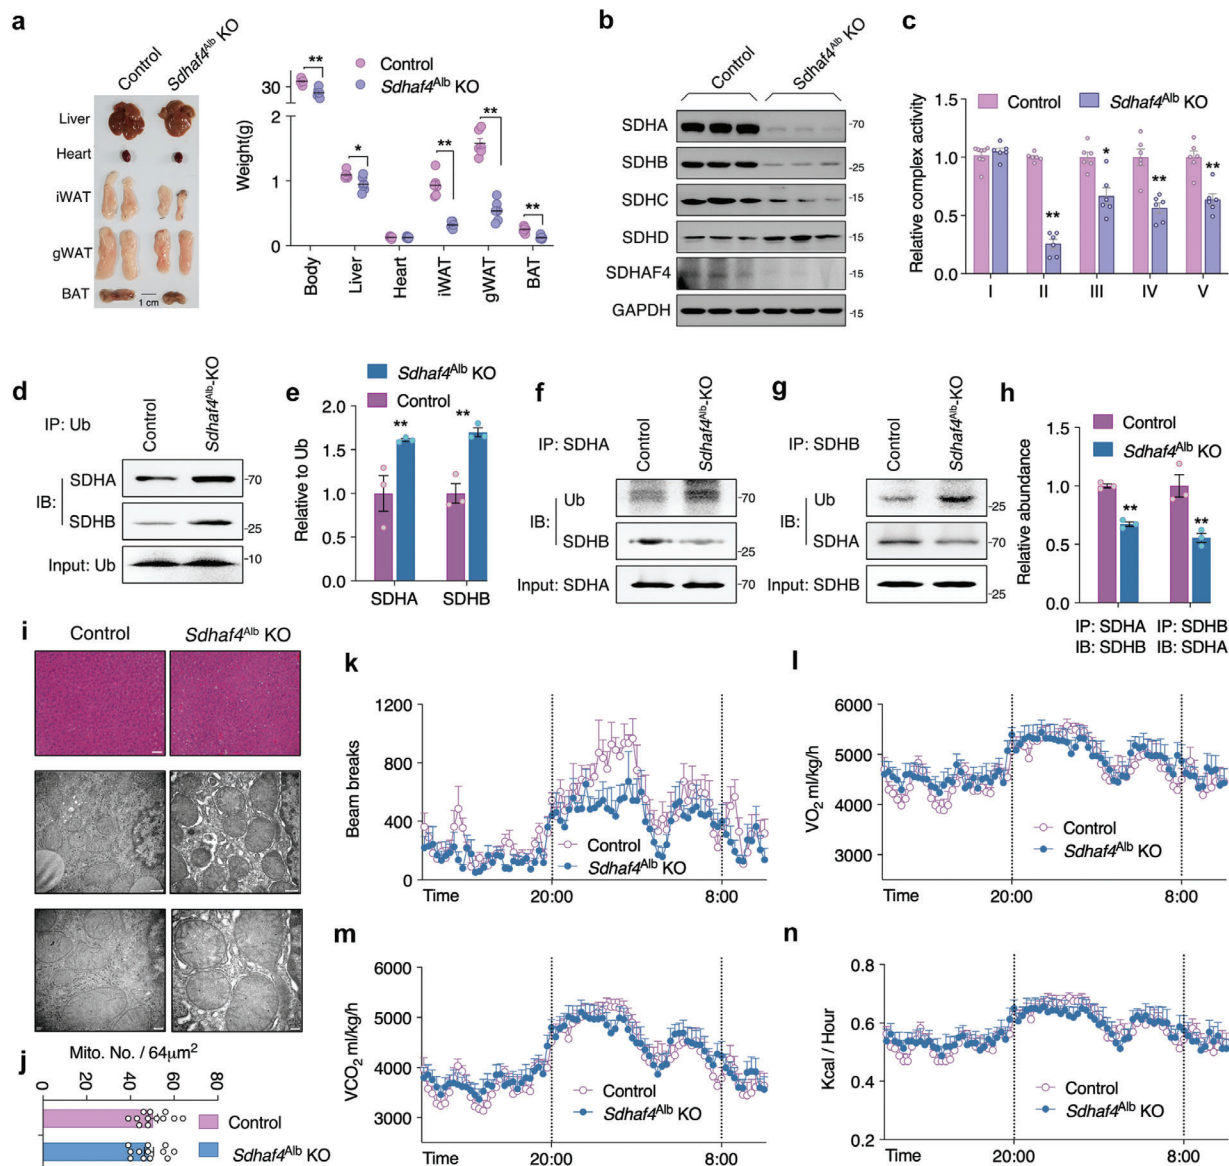 a
Control
Sdhaf4Alb KO
Liver
Heart
iWAT
gWAT
BAT
1 cm
Weight(g)
30
2
1
0
Control
Sdhaf4Alb KO
**
*
**
**
**
Body
Liver
Heart
iWAT
gWAT
BAT
b
Control
Sdhaf4Alb KO
SDHA
-70
SDHB
-25
SDHC
-15
SDHD
-15
SDHAF4
-15
GAPDH
-15
c
Control
Sdhaf4Alb KO
Relative complex activity
1.5
1.0
0.5
0.0
**
*
**
**
I
II
III
IV
V
d
IP: Ub
Control
Sdhaf4Alb-KO
IB:
SDHA
-70
SDHB
-25
Input: Ub
-10
e
Sdhaf4Alb KO
Control
Relative to Ub
2.0
1.5
1.0
0.5
0.0
**
**
SDHA
SDHB
f
IP: SDHA
Control
Sdhaf4Alb-KO
IB:
Ub
-70
SDHB
-25
Input: SDHA
-70
g
IP: SDHB
Control
Sdhaf4Alb-KO
IB:
Ub
-25
SDHA
-70
Input: SDHB
-25
h
Control
Sdhaf4Alb KO
Relative abundance
1.5
1.0
0.5
0.0
**
**
IP: SDHA
IB: SDHB
IP: SDHB
IB: SDHA
i
Control
Sdhaf4Alb KO
j
Mito. No. / 64μm2
0 20 40 60 80
Control
Sdhaf4Alb KO
k
Beam breaks
1200
800
400
0
Control
Sdhaf4Alb KO
Time
20:00
8:00
l
VO2 ml/kg/h
6000
5000
4000
3000
Control
Sdhaf4Alb KO
Time
20:00
8:00
m
VCO2 ml/kg/h
6000
5000
4000
3000
Control
Sdhaf4Alb KO
Time
20:00
8:00
n
Kcal / Hour
0.8
0.6
0.4
0.2
Control
Sdhaf4Alb KO
Time
20:00
8:00